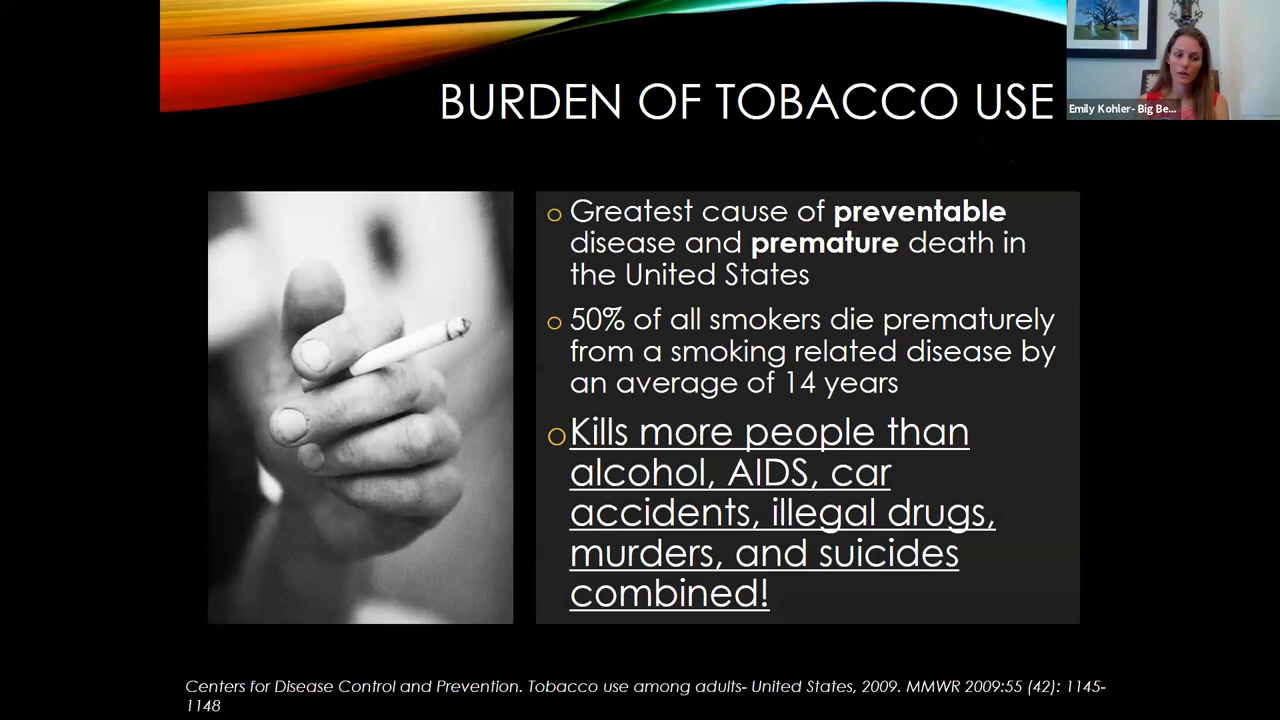 BURDEN OF TOBACCO USE
Emily Kohler- Big Be...
o Greatest cause of preventable
disease and premature death in
the United States
o 50% of all smokers die prematurely
from a smoking related disease by
an average of 14 years
o Kills more people than
alcohol, AIDS, car
accidents, illegal drugs,
murders, and suicides
combined!
Centers for Disease Control and Prevention. Tobacco use among adults- United States, 2009. MMWR 2009:55 (42): 1145-
1148